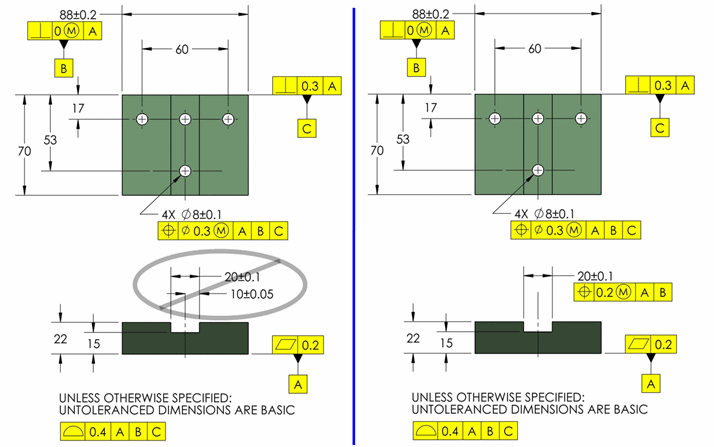 88±0.2
⟂ 0 Ⓜ A
B
60
⟂ 0.3 A
C
17
53
70
4X Ø8±0.1
⌖ Ø 0.3 Ⓜ A B C
20±0.1
10±0.05
22
15
⏥ 0.2
A
UNLESS OTHERWISE SPECIFIED:
UNTOLERANCED DIMENSIONS ARE BASIC
⌓ 0.4 A B C
88±0.2
⟂ 0 Ⓜ A
B
60
⟂ 0.3 A
C
17
53
70
4X Ø8±0.1
⌖ Ø 0.3 Ⓜ A B C
20±0.1
⌖ 0.2 Ⓜ A B
22
15
⏥ 0.2
A
UNLESS OTHERWISE SPECIFIED:
UNTOLERANCED DIMENSIONS ARE BASIC
⌓ 0.4 A B C